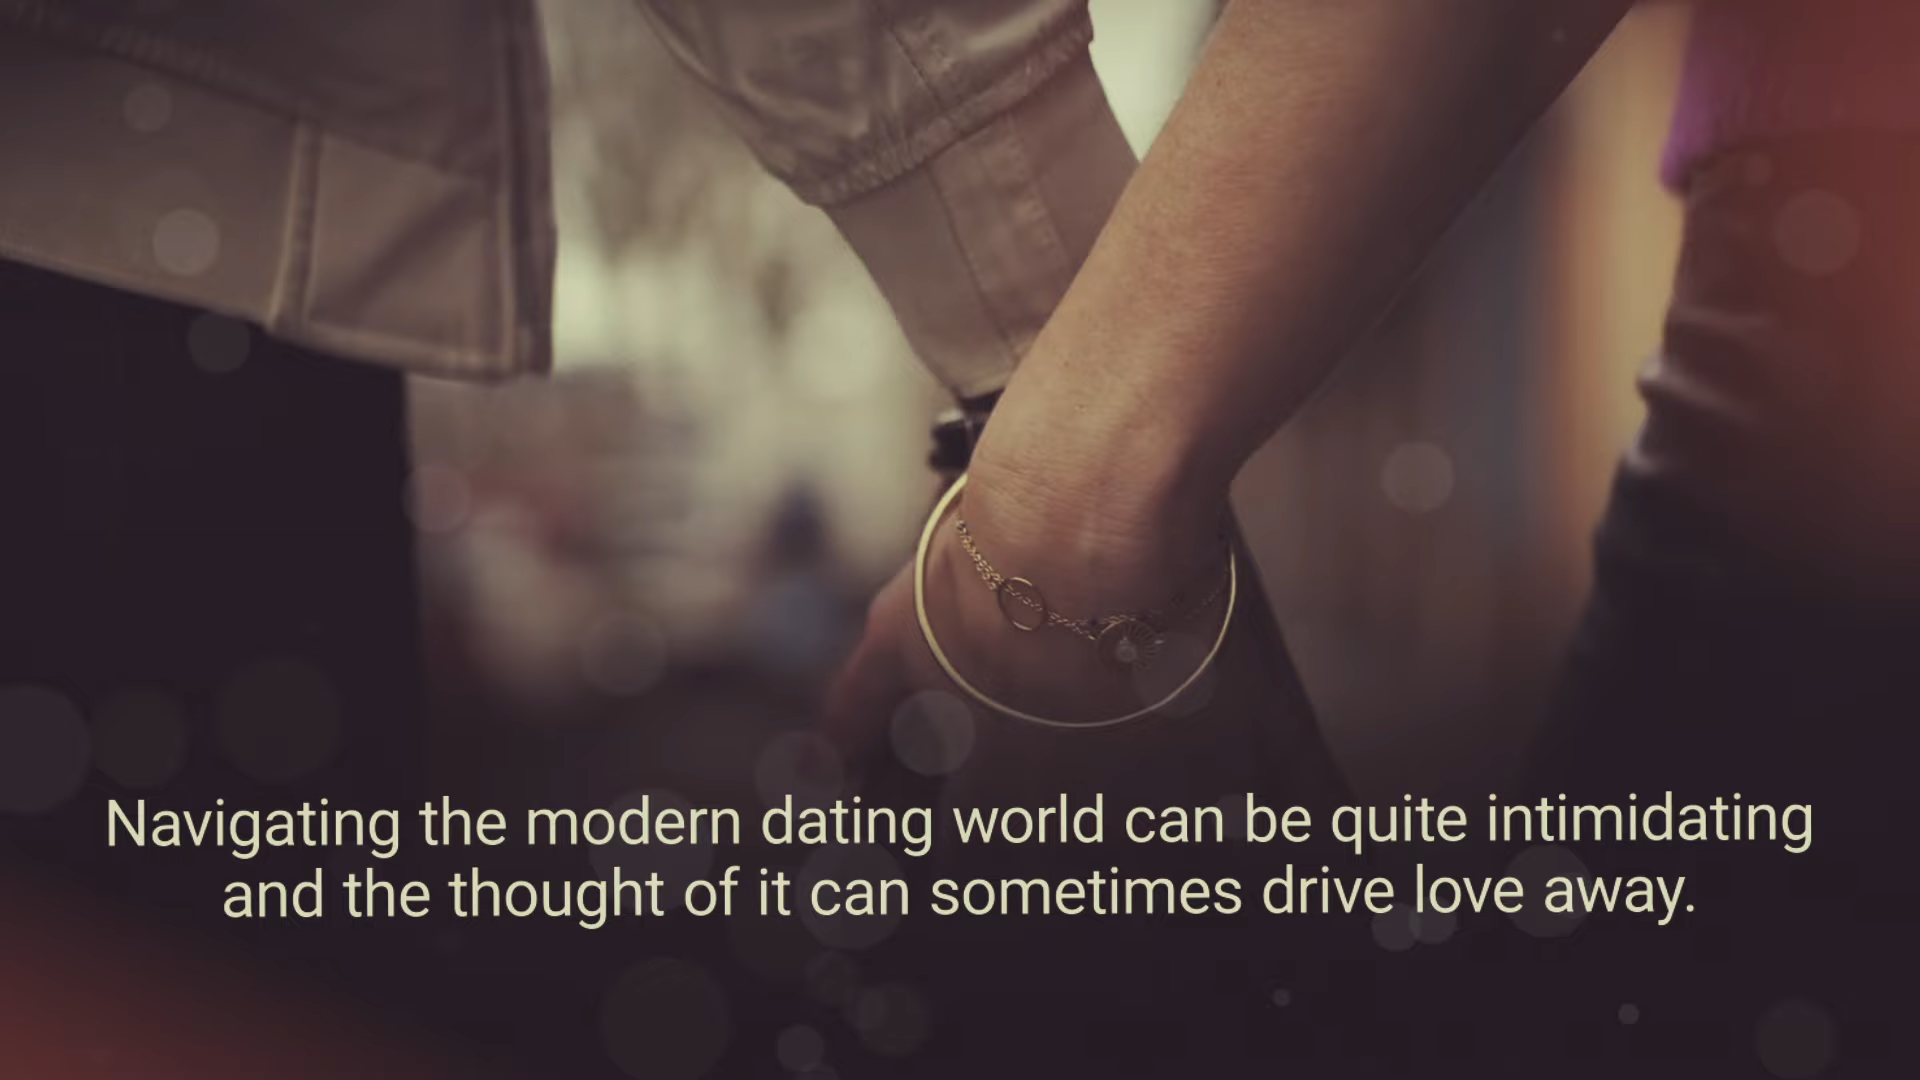 Navigating the modern dating world can be quite intimidating
and the thought of it can sometimes drive love away.